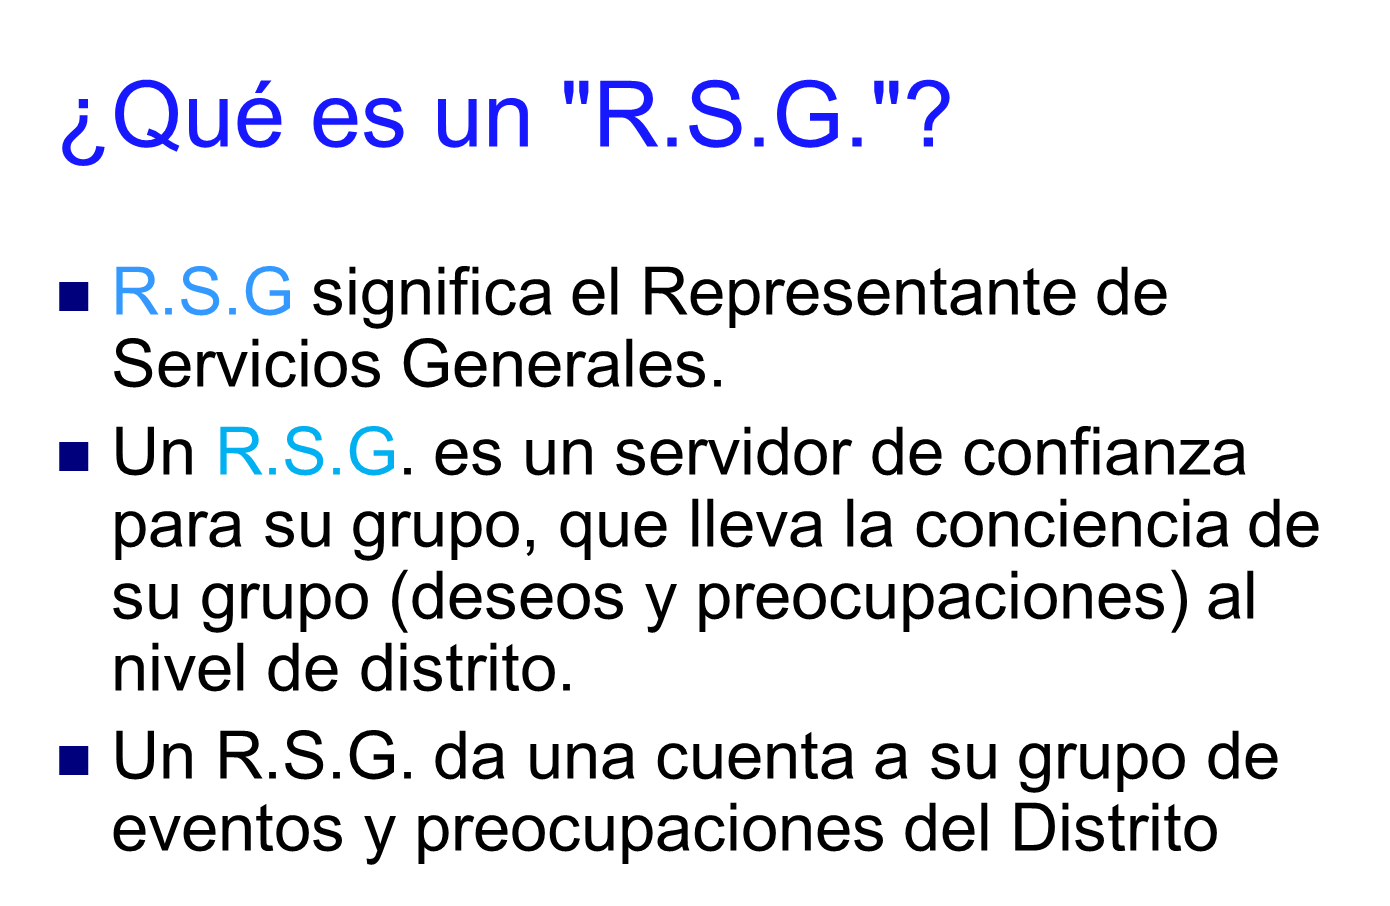 ¿Qué es un "R.S.G."?
R.S.G significa el Representante de
Servicios Generales.
Un R.S.G. es un servidor de confianza
para su grupo, que lleva la conciencia de
su grupo (deseos y preocupaciones) al
nivel de distrito.
Un R.S.G. da una cuenta a su grupo de
eventos y preocupaciones del Distrito